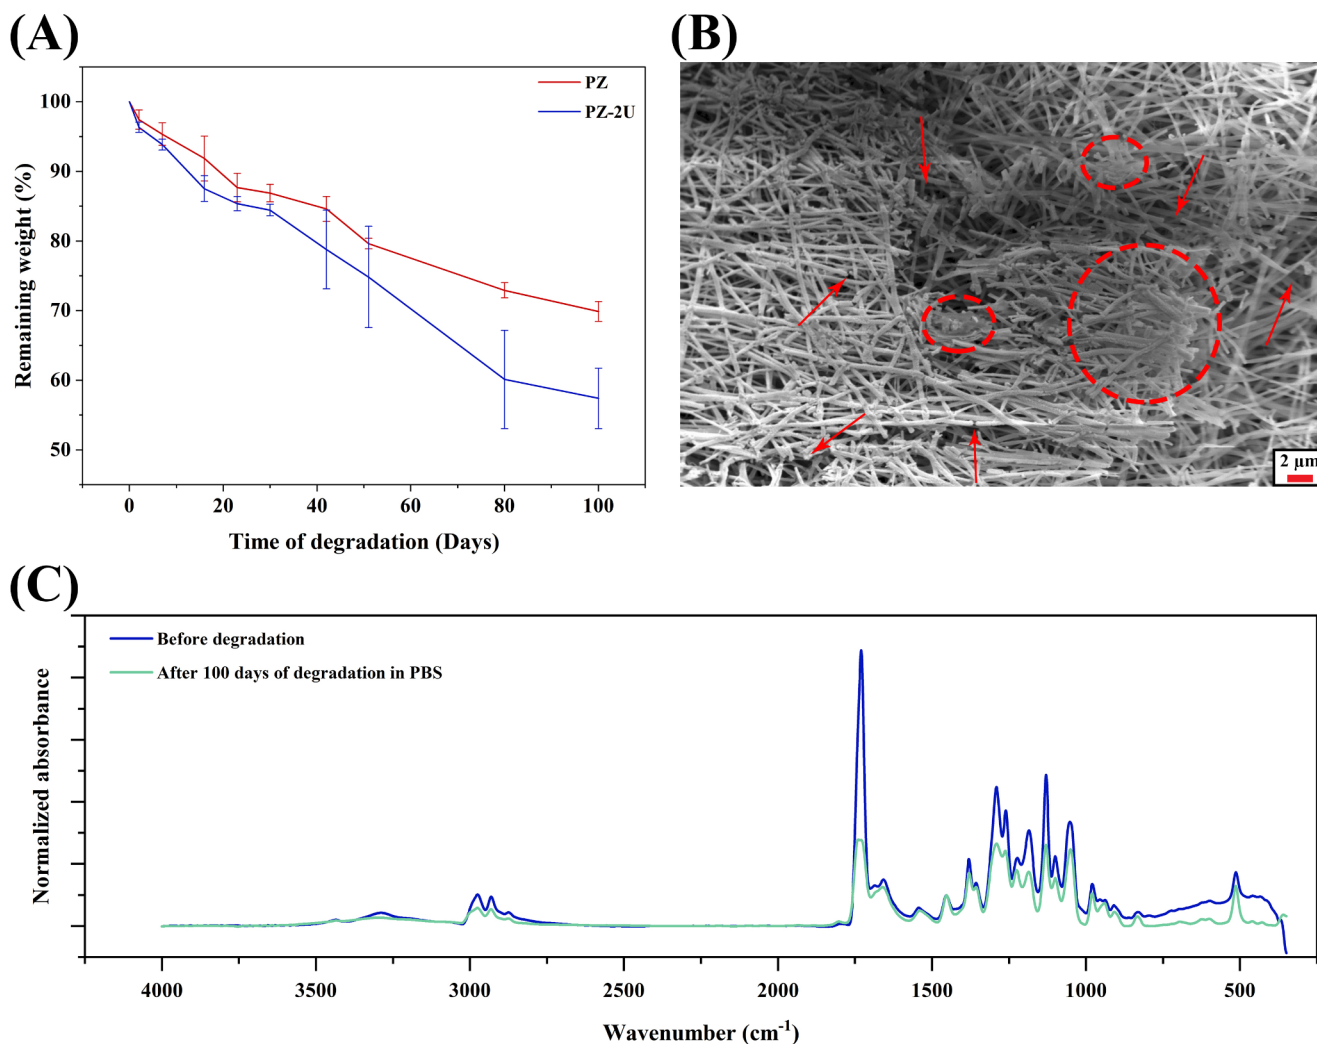 (A)
PZ
PZ-2U
100
90
80
70
60
50
Remaining weight (%)
0
20
40
60
80
100
Time of degradation (Days)
(B)
2 μm
(C)
Before degradation
After 100 days of degradation in PBS
Normalized absorbance
4000
3500
3000
2500
2000
1500
1000
500
Wavenumber (cm⁻¹)